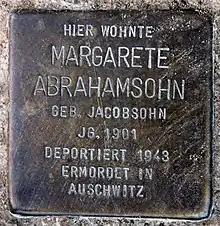 HIER WOHNTE
MARGARETE
ABRAHAMSOHN
GEB. JACOBSOHN
JG. 1901
DEPORTIERT 1943
ERMORDET IN
AUSCHWITZ